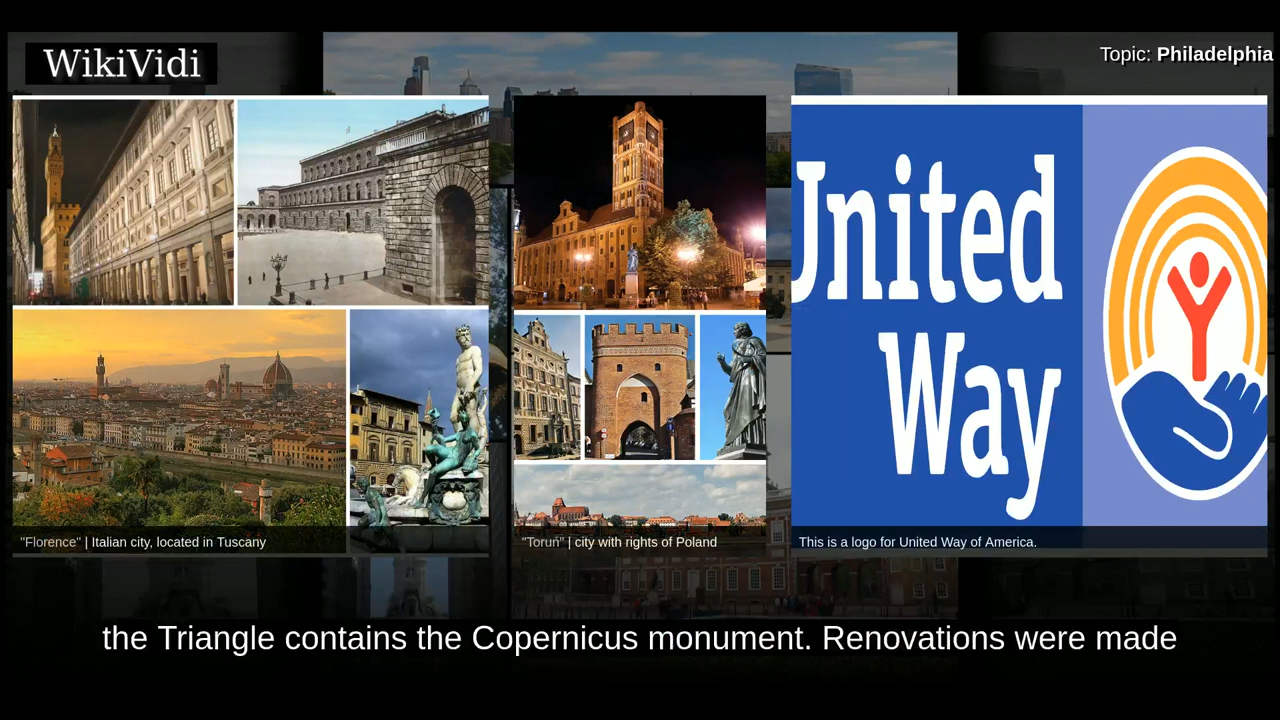 WikiVidi
Topic: Philadelphia
United
Way
"Florence" | Italian city, located in Tuscany
"Toruń" | city with rights of Poland
This is a logo for United Way of America.
the Triangle contains the Copernicus monument. Renovations were made